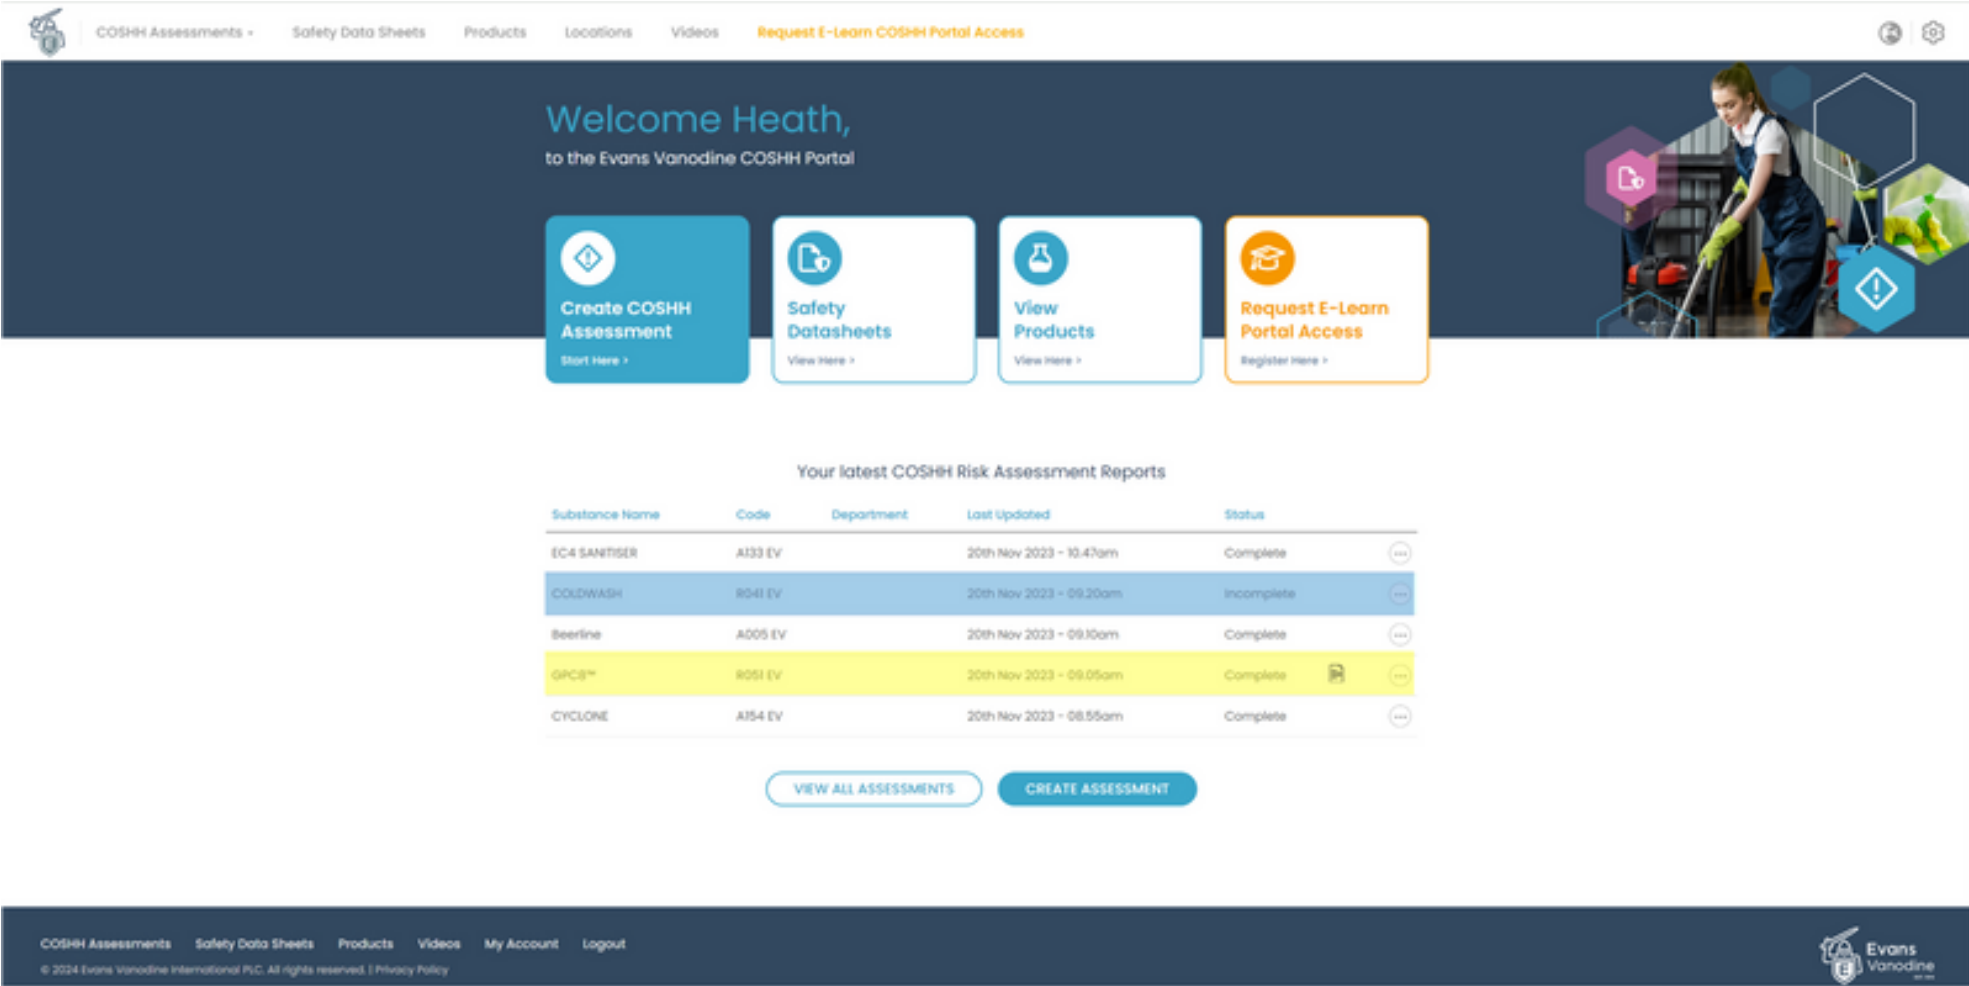 COSHH Assessments Safety Data Sheets Products Locations Videos Request E-Learn COSHH Portal Access
Welcome Heath,
to the Evans Vanodine COSHH Portal
Create COSHH
Assessment
Start Here >
Safety
Datasheets
View Here >
View
Products
View Here >
Request E-Learn
Portal Access
Register Here >
Your latest COSHH Risk Assessment Reports
Substance Name Code Department Last Updated Status
EC4 SANITISER A133 EV 20th Nov 2023 - 10.47am Complete
COLDWASH R041 EV 20th Nov 2023 - 09.20am Incomplete
Beerline A005 EV 20th Nov 2023 - 09.10am Complete
GPC8™ R051 EV 20th Nov 2023 - 09.05am Complete
CYCLONE A154 EV 20th Nov 2023 - 08.55am Complete
VIEW ALL ASSESSMENTS CREATE ASSESSMENT
COSHH Assessments Safety Data Sheets Products Videos My Account Logout
© 2024 Evans Vanodine International PLC. All rights reserved. | Privacy Policy
Evans
Vanodine